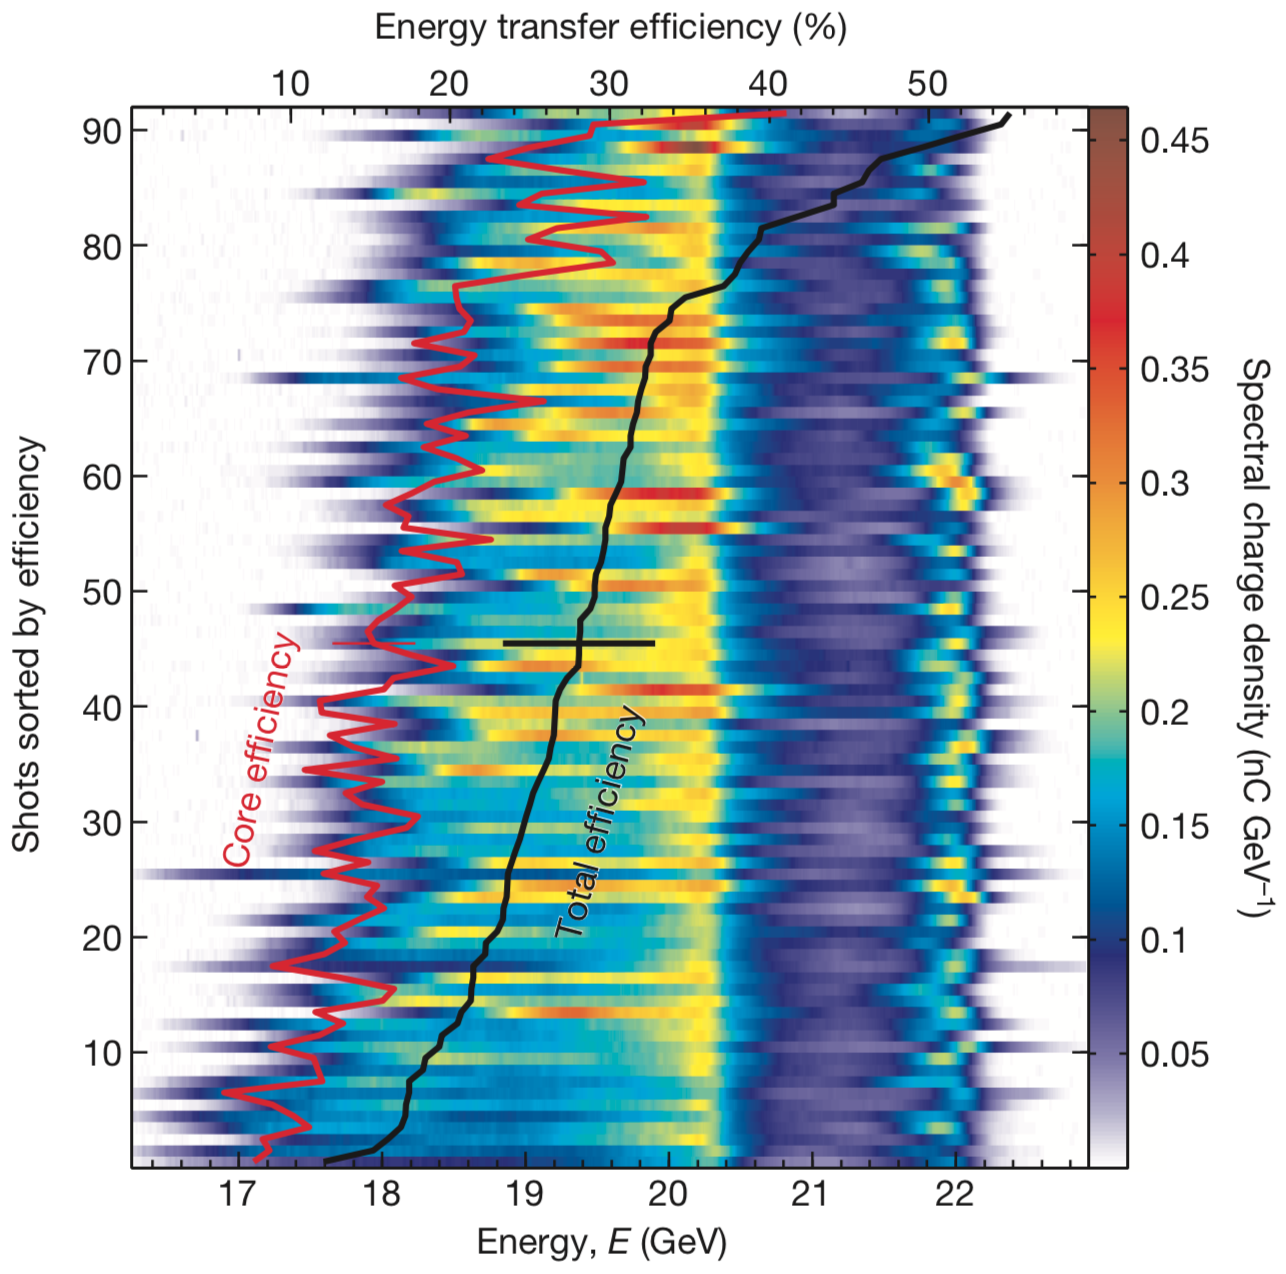 Energy transfer efficiency (%)
10 20 30 40 50
90
80
70
60
50
40
30
20
10
Shots sorted by efficiency
Core efficiency
Total efficiency
17 18 19 20 21 22
Energy, E (GeV)
0.45
0.4
0.35
0.3
0.25
0.2
0.15
0.1
0.05
Spectral charge density (nC GeV⁻¹)